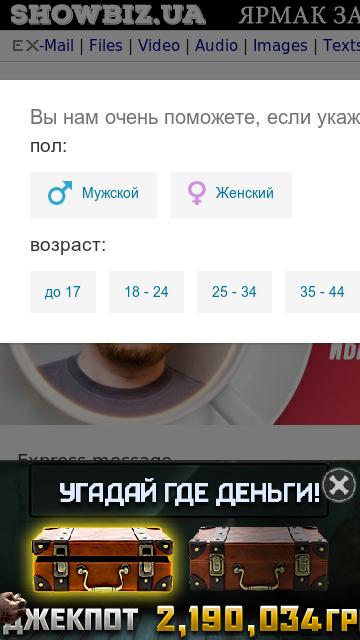 SHOWBIZ.UA ЯРМАК ЗА
EX-Mail | Files | Video | Audio | Images | Texts
Вы нам очень поможете, если укаж
пол:
Мужской Женский
возраст:
до 17 18 - 24 25 - 34 35 - 44
Express message
УГАДАЙ ГДЕ ДЕНЬГИ!
ДЖЕКПОТ 2,190,034 ГР